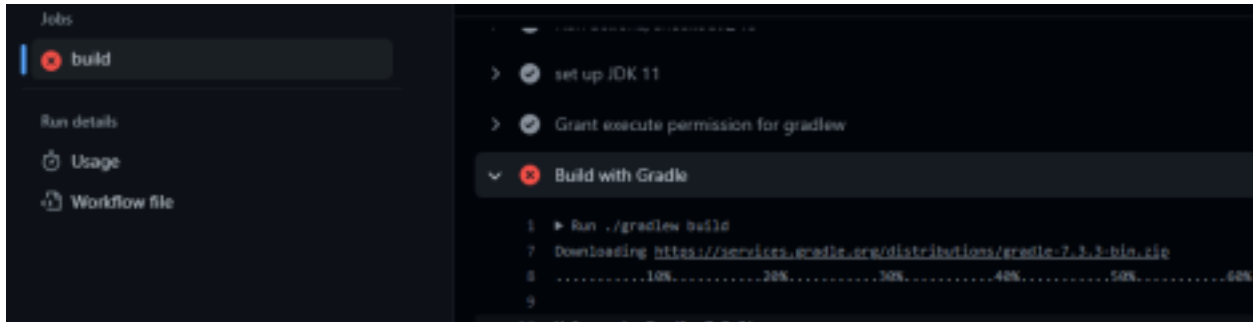 Jobs
build
Run details
Usage
Workflow file
set up JDK 11
Grant execute permission for gradlew
Build with Gradle
1 Run ./gradlew build
7 Downloading https://services.gradle.org/distributions/gradle-7.3.3-bin.zip
8 ...........10%...........20%...........30%...........40%...........50%...........60%
9